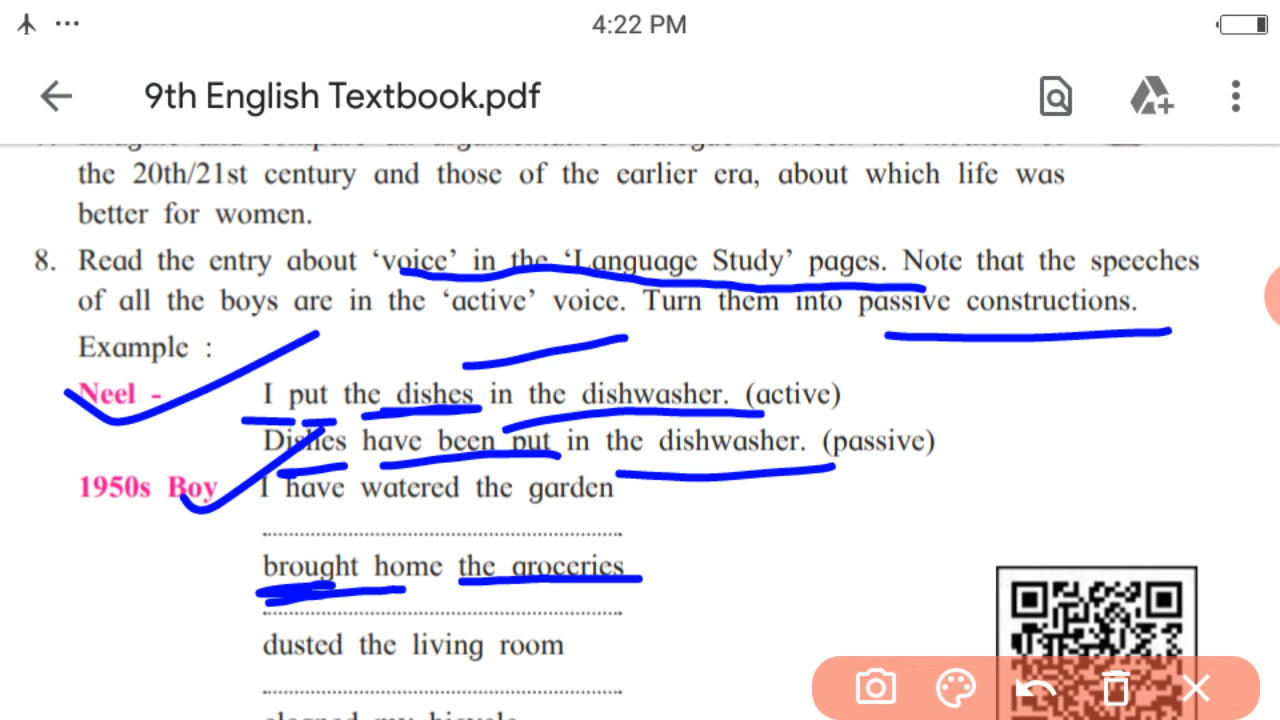 4:22 PM
9th English Textbook.pdf
the 20th/21st century and those of the earlier era, about which life was
better for women.
8. Read the entry about ‘voice’ in the ‘Language Study’ pages. Note that the speeches
of all the boys are in the ‘active’ voice. Turn them into passive constructions.
Example :
Neel - I put the dishes in the dishwasher. (active)
Dishes have been put in the dishwasher. (passive)
1950s Boy I have watered the garden
brought home the groceries
dusted the living room
cleaned my bicycle